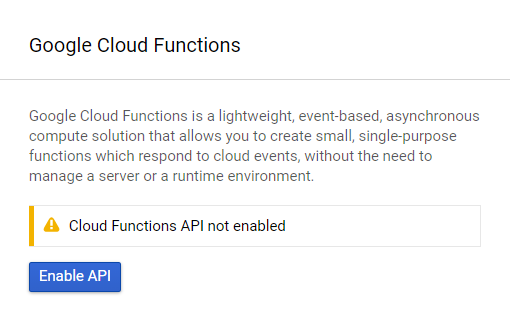 Google Cloud Functions
Google Cloud Functions is a lightweight, event-based, asynchronous
compute solution that allows you to create small, single-purpose
functions which respond to cloud events, without the need to
manage a server or a runtime environment.
Cloud Functions API not enabled
Enable API